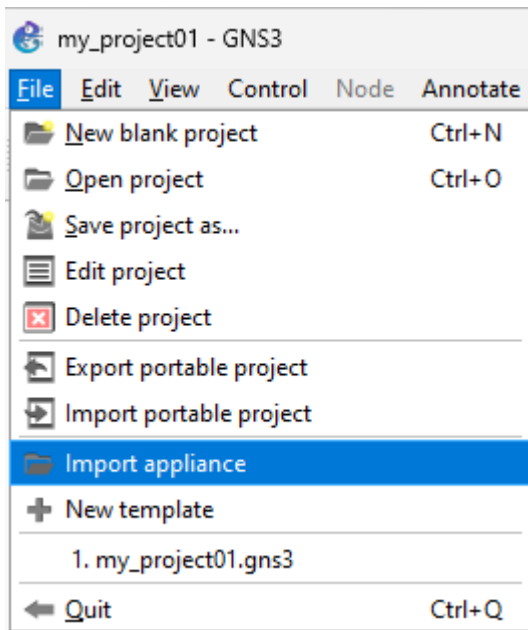 my_project01 - GNS3
File Edit View Control Node Annotate
New blank project Ctrl+N
Open project Ctrl+O
Save project as...
Edit project
Delete project
Export portable project
Import portable project
Import appliance
New template
1. my_project01.gns3
Quit Ctrl+Q